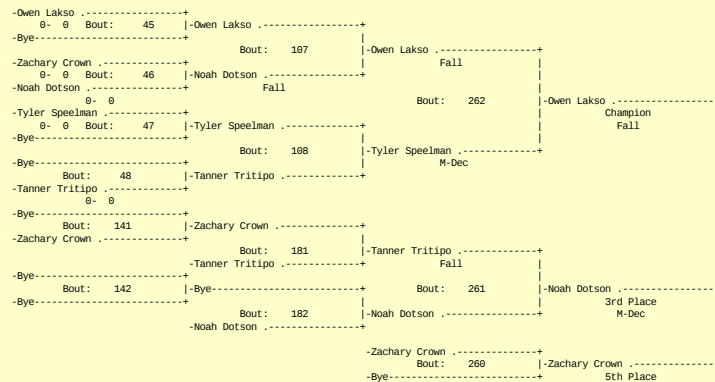 -Owen Lakso .-----------------+
0-  0   Bout:     45      |-Owen Lakso .-----------------+
-Bye--------------------------+                              |
Bout:    107      |-Owen Lakso .-----------------+
-Zachary Crown .--------------+                              |             Fall             |
0-  0   Bout:     46      |-Noah Dotson .----------------+                              |
-Noah Dotson .----------------+             Fall                                            |
0-  0                                                     Bout:    262      |-Owen Lakso .-----------------
-Tyler Speelman .-------------+                                                             |           Champion
0-  0   Bout:     47      |-Tyler Speelman .-------------+                              |             Fall
-Bye--------------------------+                              |                              |
Bout:    108      |-Tyler Speelman .-------------+
-Bye--------------------------+                              |             M-Dec
Bout:     48      |-Tanner Tritipo .-------------+
-Tanner Tritipo .-------------+
0-  0
-Bye--------------------------+
Bout:    141      |-Zachary Crown .--------------+
-Zachary Crown .--------------+                              |
Bout:    181      |-Tanner Tritipo .-------------+
-Tanner Tritipo .-------------+             Fall             |
-Bye--------------------------+                                                             |
Bout:    142      |-Bye--------------------------+         Bout:    261      |-Noah Dotson .----------------
-Bye--------------------------+                              |                              |           3rd Place
Bout:    182      |-Noah Dotson .----------------+             M-Dec
-Noah Dotson .----------------+
-Zachary Crown .--------------+
Bout:    260      |-Zachary Crown .--------------
-Bye--------------------------+           5th Place